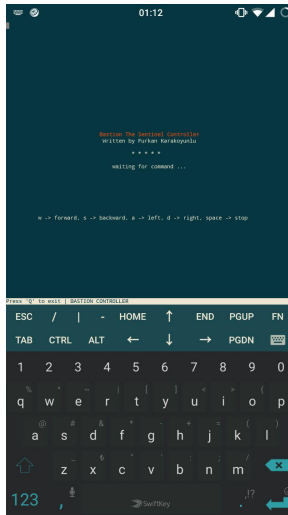 01:12
Bastion The Sentinel Controller
Written by Furkan Karakoyunlu
* * * * *
waiting for command ...
w -> forward, s -> backward, a -> left, d -> right, space -> stop
Press 'Q' to exit | BASTION CONTROLLER
ESC / | - HOME ↑ END PGUP FN
TAB CTRL ALT ← ↓ → PGDN
1 2 3 4 5 6 7 8 9 0
q w e r t y u i o p
a s d f g h j k l
z x c v b n m
123 , SwiftKey . ,!?